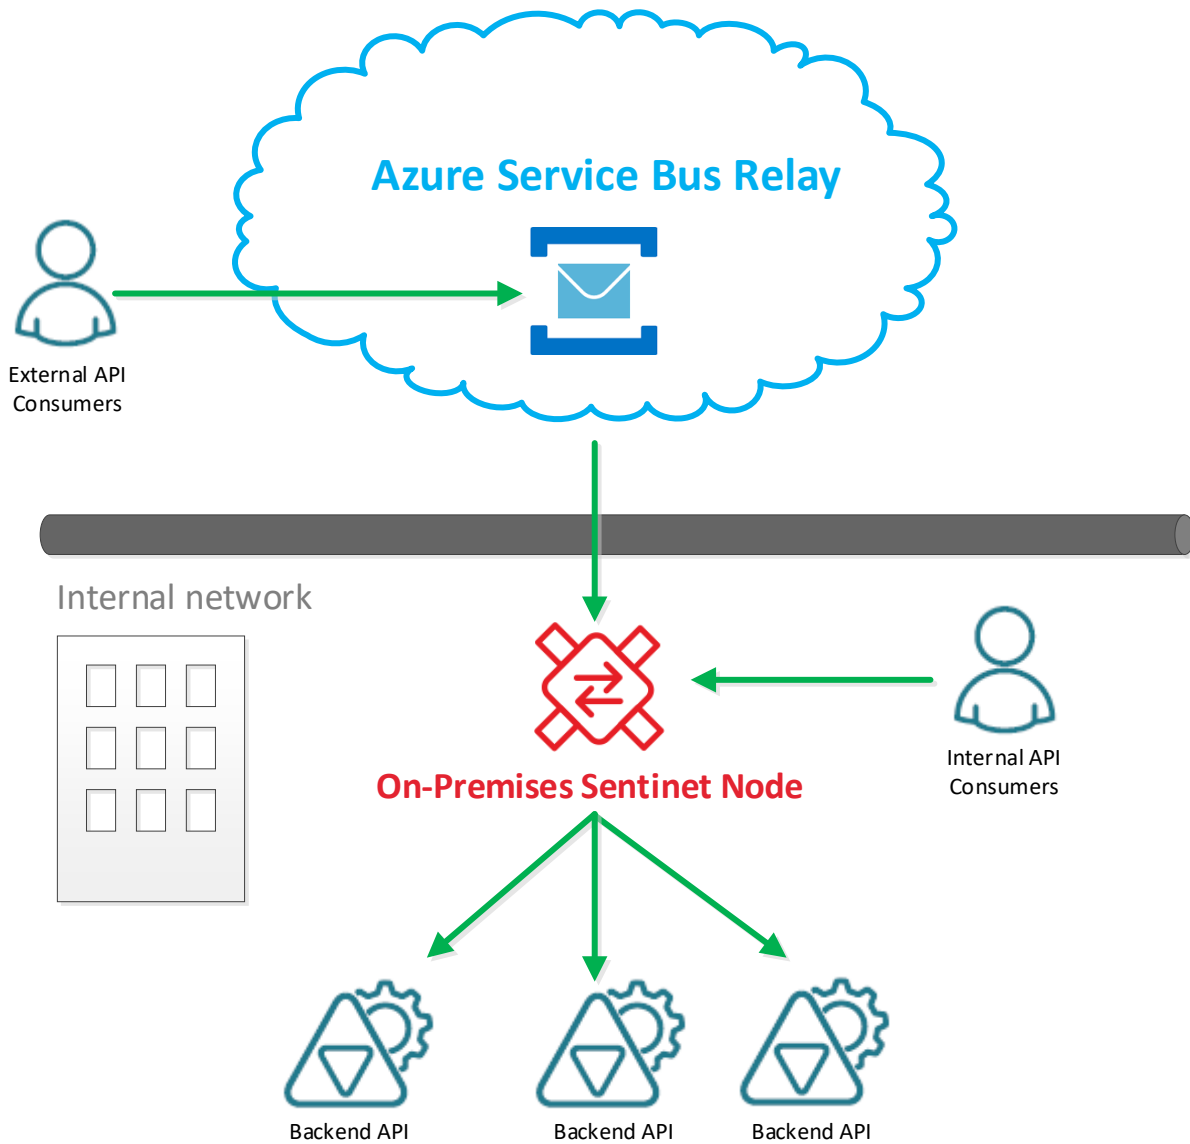 Azure Service Bus Relay
External API
Consumers
Internal network
Internal API
Consumers
On-Premises Sentinet Node
Backend API
Backend API
Backend API